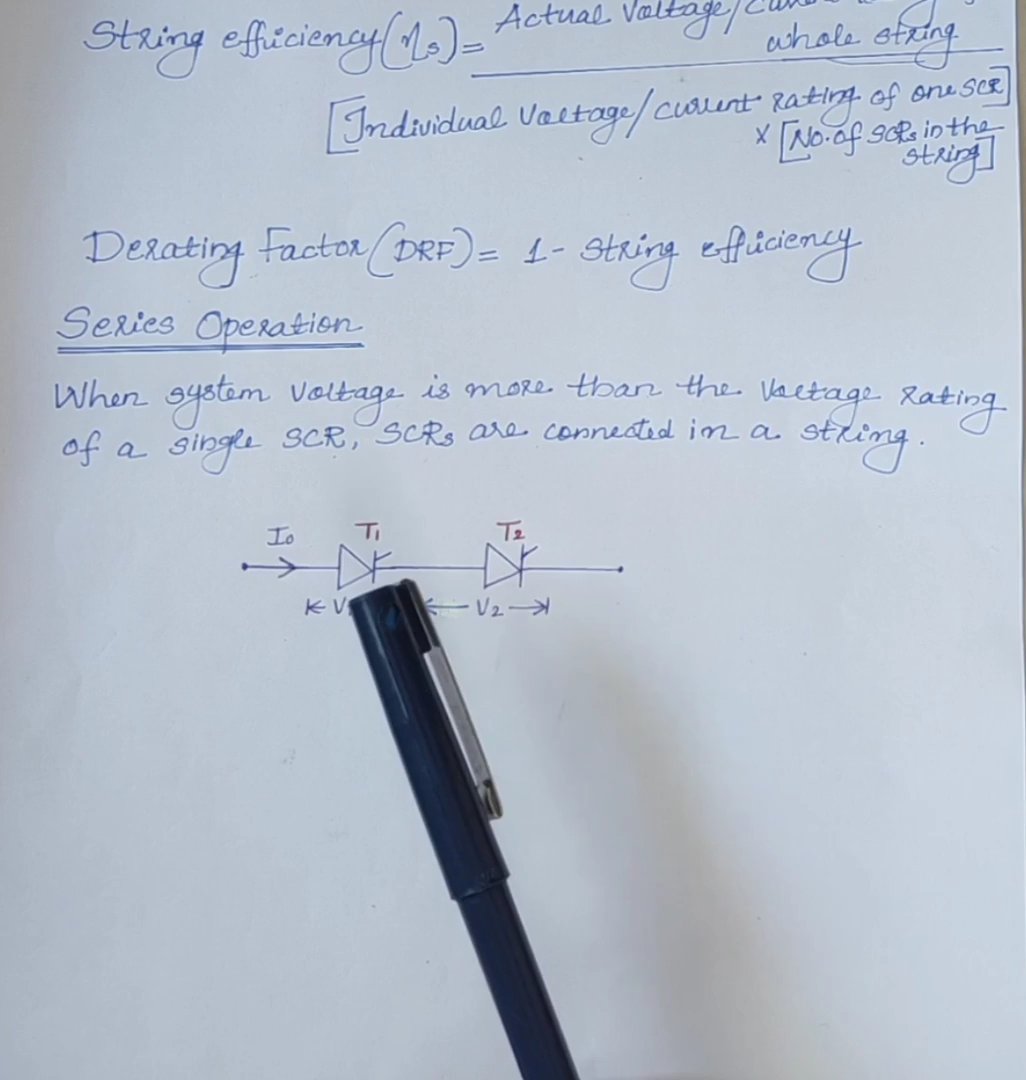 String efficiency(ηs)= Actual Voltage/
whole string
[Individual Voltage/current rating of one SCR]
x [No. of SCRs in the
string]
Derating Factor (DRF) = 1 - string efficiency
Series Operation
When system voltage is more than the voltage rating
of a single SCR, SCRs are connected in a string.
Io T1 T2
V2